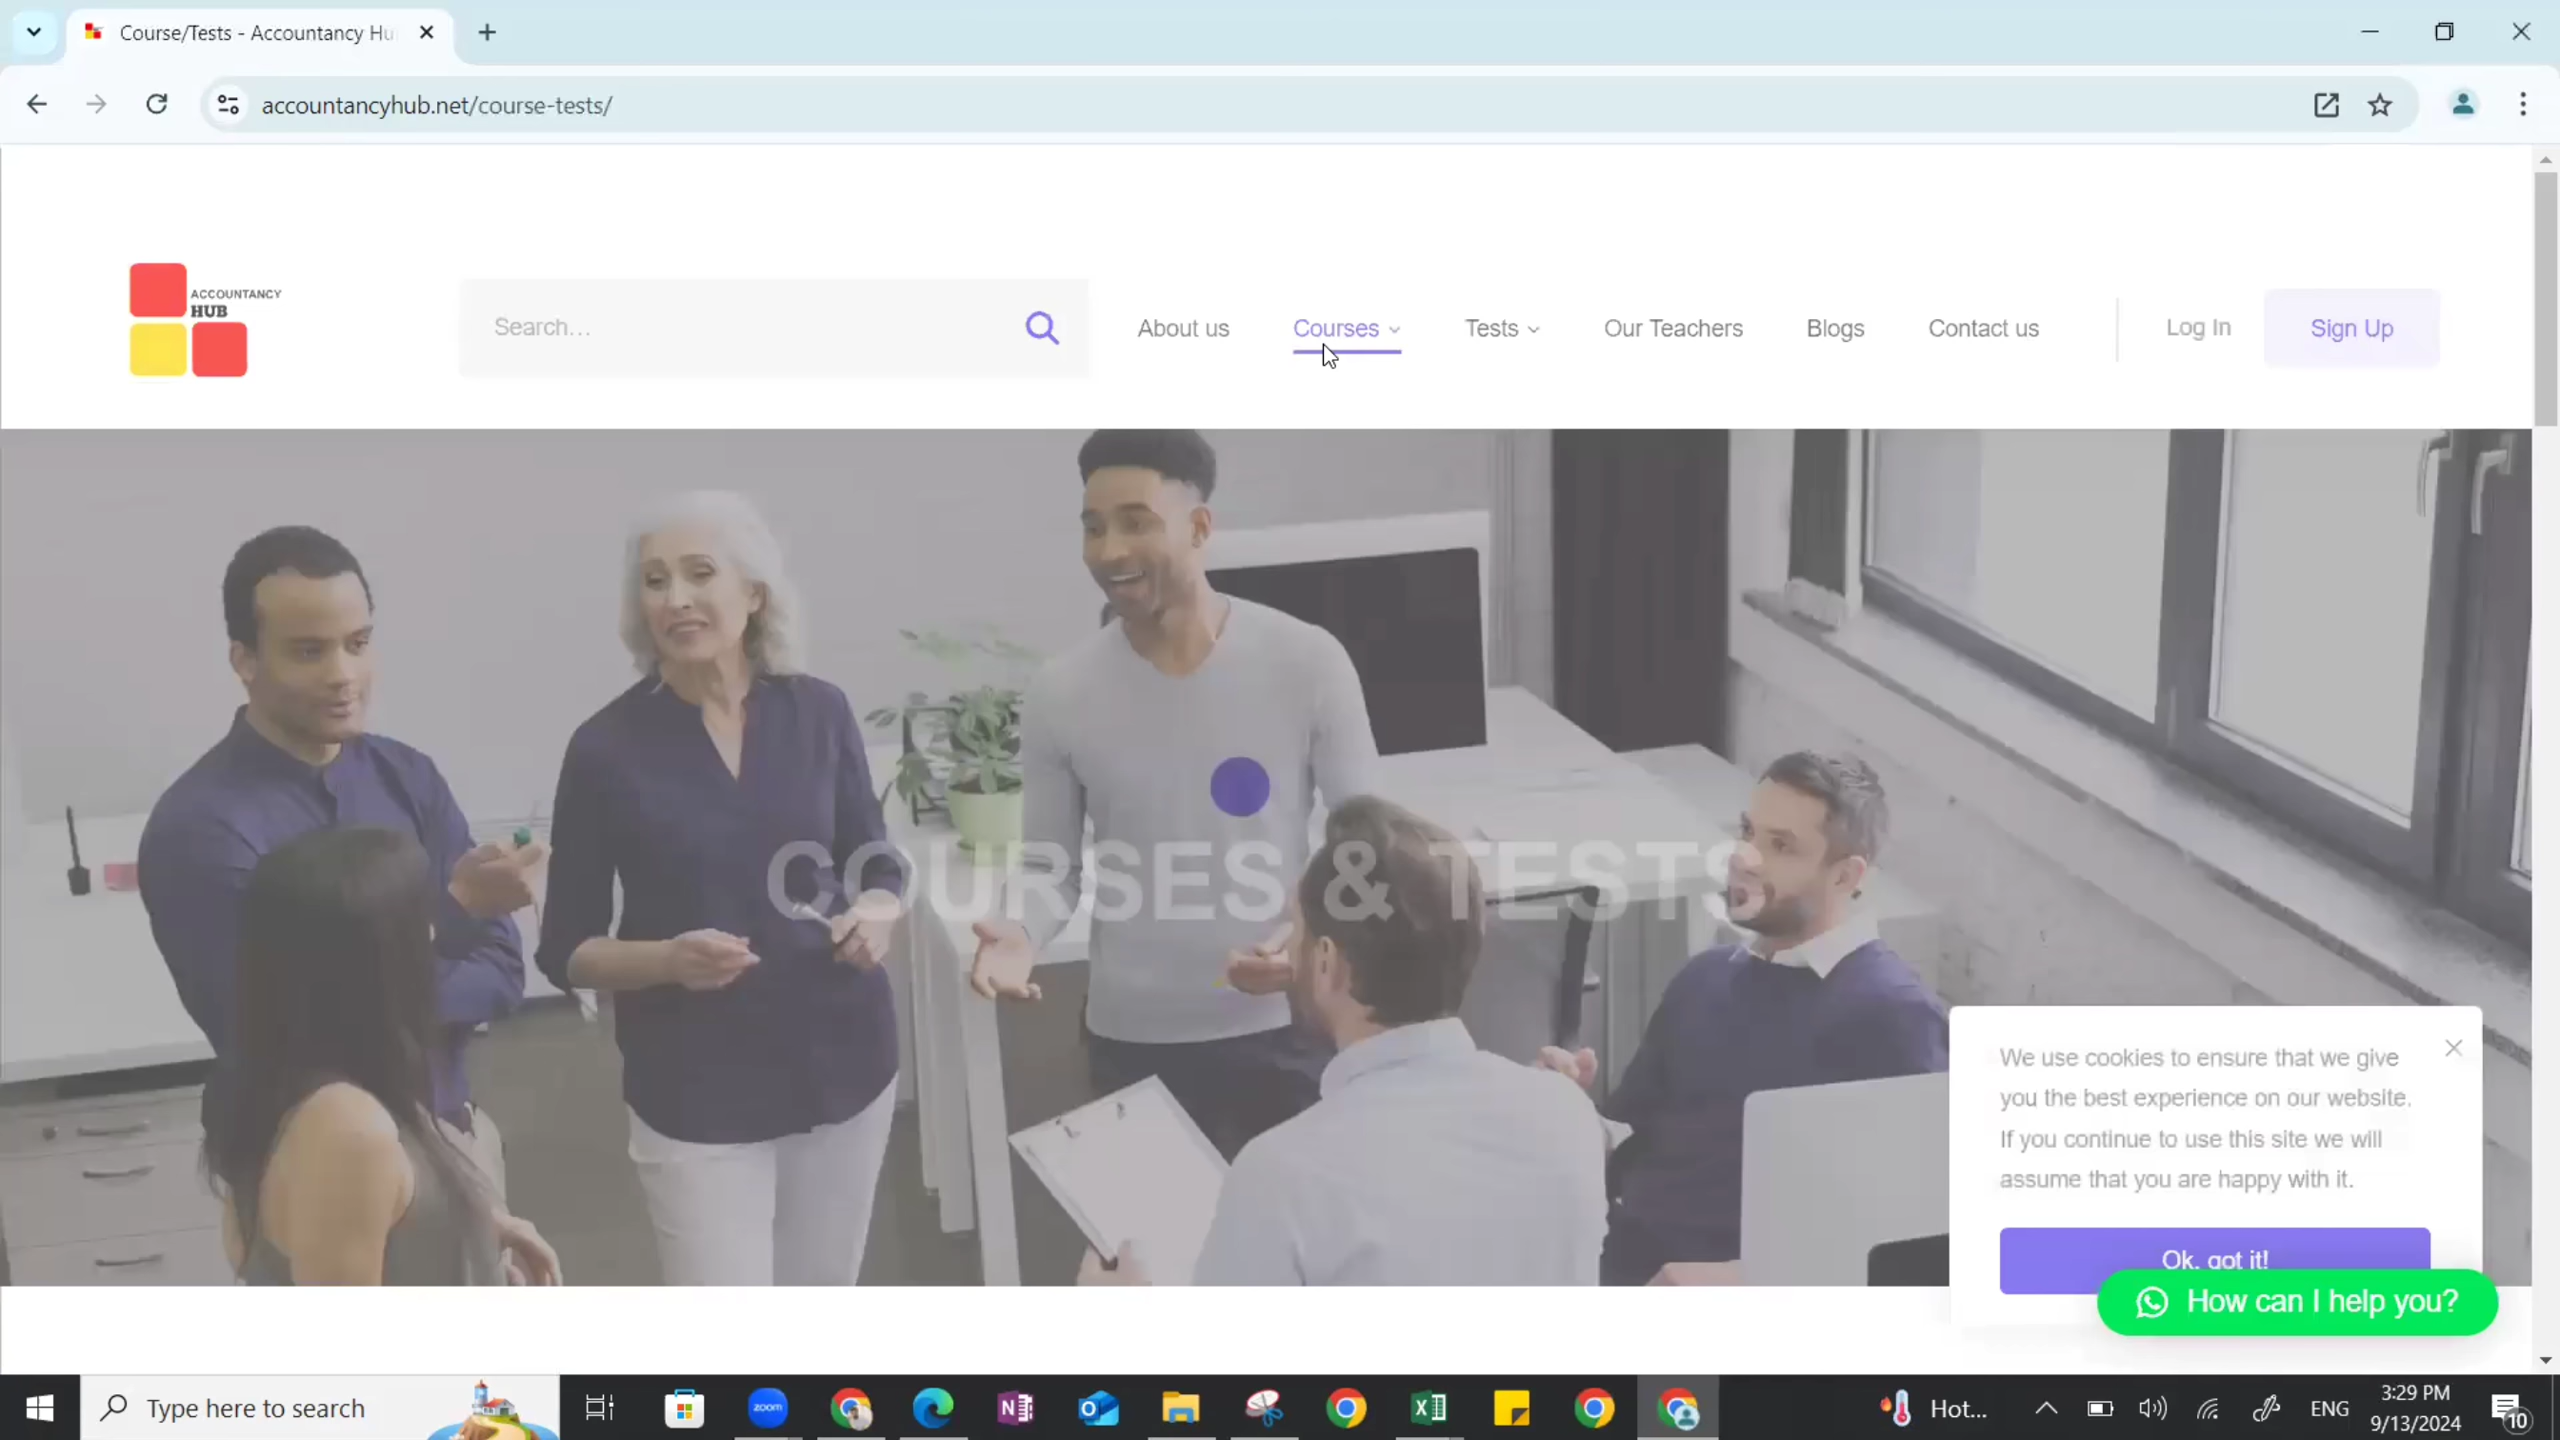 Course/Tests - Accountancy Hu
accountancyhub.net/course-tests/
ACCOUNTANCY
HUB
Search...
About us
Courses
Tests
Our Teachers
Blogs
Contact us
Log In
Sign Up
COURSES & TESTS
We use cookies to ensure that we give
you the best experience on our website.
If you continue to use this site we will
assume that you are happy with it.
Ok, got it!
How can I help you?
Type here to search
zoom
Hot...
ENG
3:29 PM
9/13/2024
10